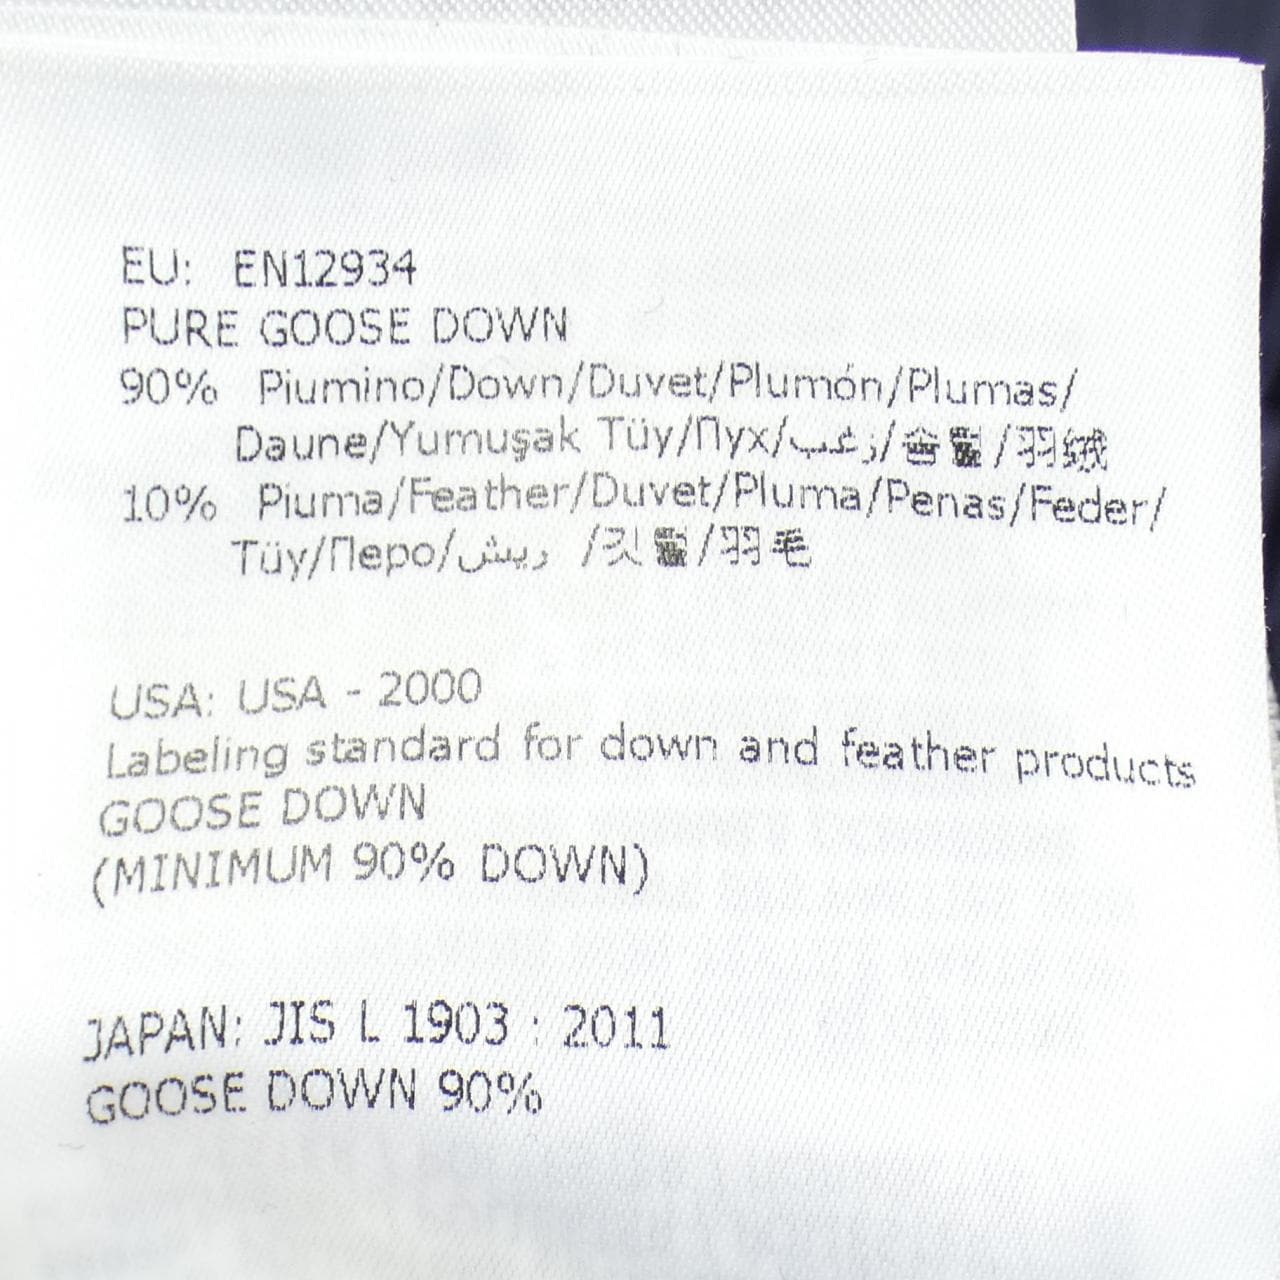 EU: EN12934
PURE GOOSE DOWN
90% Piumino/Down/Duvet/Plumón/Plumas/
Daune/Yumuşak Tüy/Пух/زغب/솜털/羽绒
10% Piuma/Feather/Duvet/Pluma/Penas/Feder/
Tüy/Перо/ريش /깃털/羽毛
USA: USA - 2000
Labeling standard for down and feather products
GOOSE DOWN
(MINIMUM 90% DOWN)
JAPAN: JIS L 1903 : 2011
GOOSE DOWN 90%